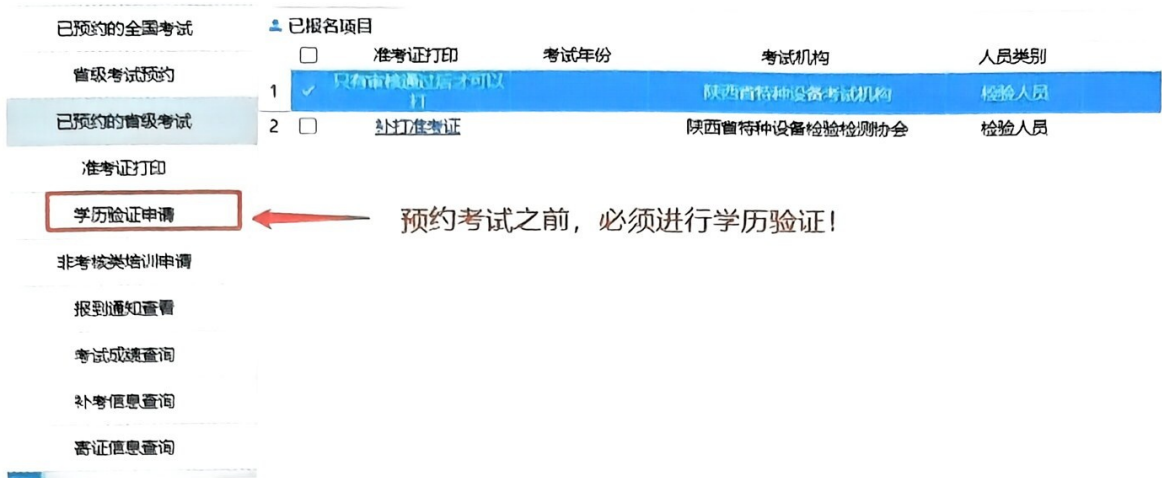 已预约的全国考试
省级考试预约
已预约的省级考试
准考证打印
学历验证申请
非考核类培训申请
报到通知查看
考试成绩查询
补考信息查询
寄证信息查询
已报名项目
准考证打印 考试年份 考试机构 人员类别
1 只有审核通过后才可以打 陕西省特种设备考试机构 检验人员
2 补打准考证 陕西省特种设备检验检测协会 检验人员
预约考试之前，必须进行学历验证！